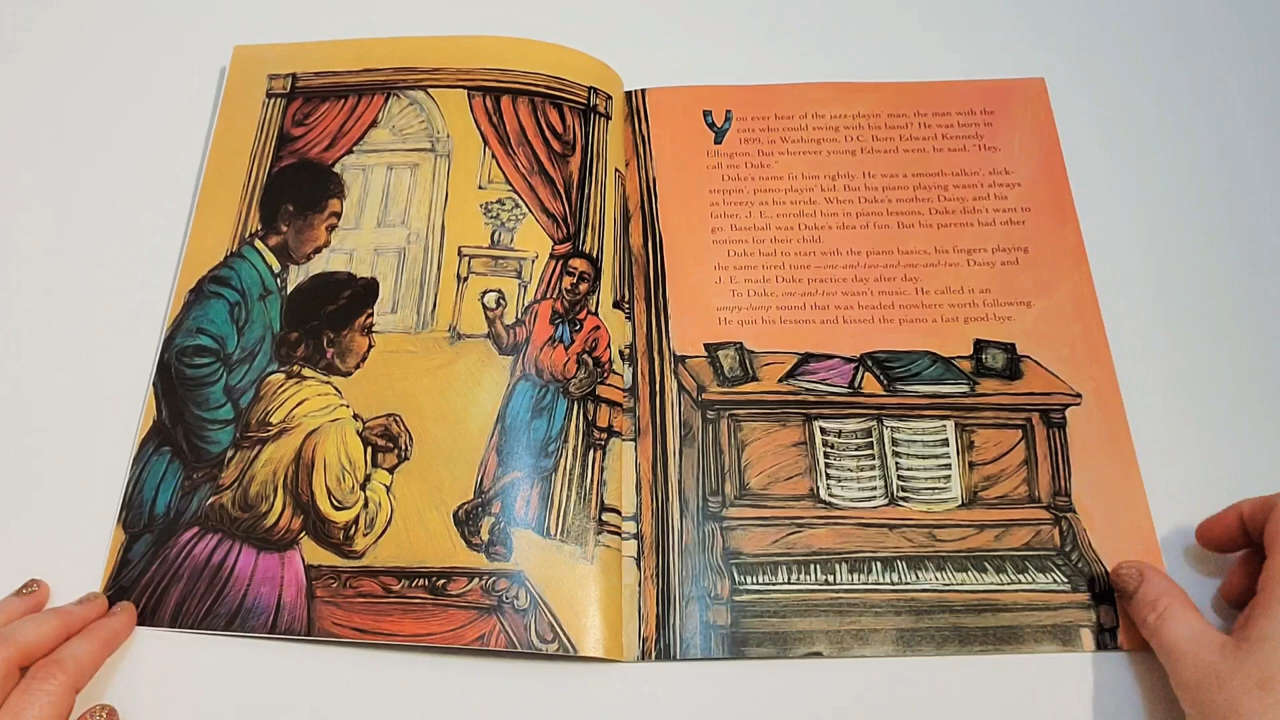 You ever hear of the jazz-playin' man, the man with the
cats who could swing with his band? He was born in
1899, in Washington, D.C. Born Edward Kennedy
Ellington. But wherever young Edward went, he said, "Hey,
call me Duke."
Duke's name fit him rightly. He was a smooth-talkin', slick-
steppin', piano-playin' kid. But his piano playing wasn't always
as breezy as his stride. When Duke's mother, Daisy, and his
father, J. E., enrolled him in piano lessons, Duke didn't want to
go. Baseball was Duke's idea of fun. But his parents had other
notions for their child.
Duke had to start with the piano basics, his fingers playing
the same tired tune—one-and-two-and-one-and-two. Daisy and
J. E. made Duke practice day after day.
To Duke, one-and-two wasn't music. He called it an
umpy-dump sound that was headed nowhere worth following.
He quit his lessons and kissed the piano a fast good-bye.